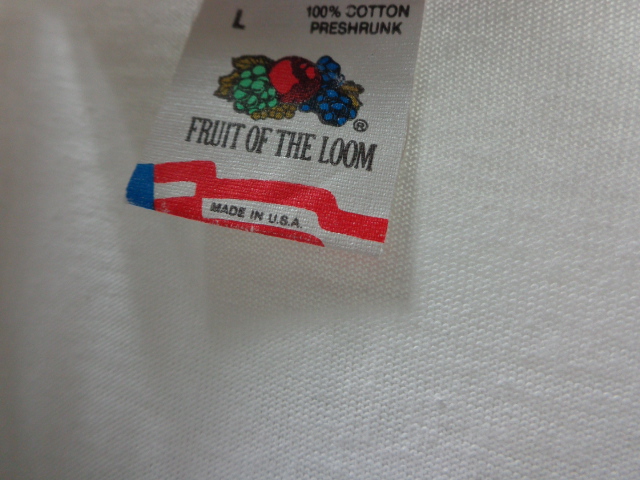 L
100% COTTON
PRESHRUNK
®
FRUIT OF THE LOOM
MADE IN U.S.A.